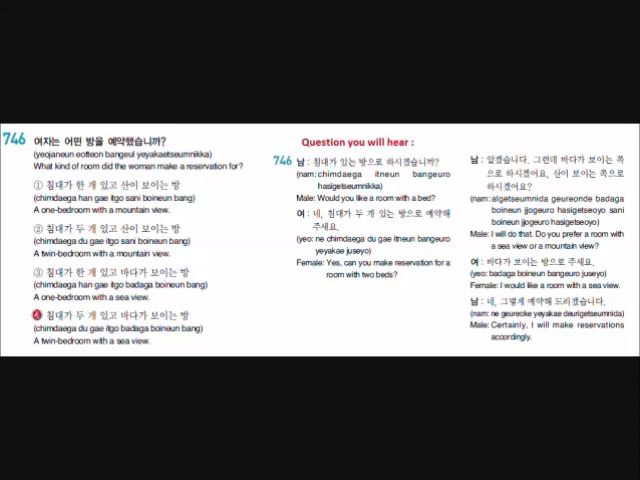 746 여자는 어떤 방을 예약했습니까?
(yeojaneun eotteon bangeul yeyakaetseumnikka)
What kind of room did the woman make a reservation for?
① 침대가 한 개 있고 산이 보이는 방
(chimdaega han gae itgo sani boineun bang)
A one-bedroom with a mountain view.
② 침대가 두 개 있고 산이 보이는 방
(chimdaega du gae itgo sani boineun bang)
A twin-bedroom with a mountain view.
③ 침대가 한 개 있고 바다가 보이는 방
(chimdaega han gae itgo badaga boineun bang)
A one-bedroom with a sea view.
④ 침대가 두 개 있고 바다가 보이는 방
(chimdaega du gae itgo badaga boineun bang)
A twin-bedroom with a sea view.
Question you will hear :
746 남 : 침대가 있는 방으로 하시겠습니까?
(nam: chimdaega itneun bangeuro
hasigetseumnikka)
Male: Would you like a room with a bed?
여 : 네, 침대가 두 개 있는 방으로 예약해
주세요.
(yeo: ne chimdaega du gae itneun bangeuro
yeyakae juseyo)
Female: Yes, can you make reservation for a
room with two beds?
남 : 알겠습니다. 그런데 바다가 보이는 쪽
으로 하시겠어요, 산이 보이는 쪽으로
하시겠어요?
(nam: algetseumnida geureonde badaga
boineun jjogeuro hasigetseoyo sani
boineun jjogeuro hasigetseoyo)
Male: I will do that. Do you prefer a room with
a sea view or a mountain view?
여 : 바다가 보이는 방으로 주세요.
(yeo: badaga boineun bangeuro juseyo)
Female: I would like a room with a sea view.
남 : 네, 그렇게 예약해 드리겠습니다.
(nam: ne geureoke yeyakae deurigetseumnida)
Male: Certainly, I will make reservations
accordingly.